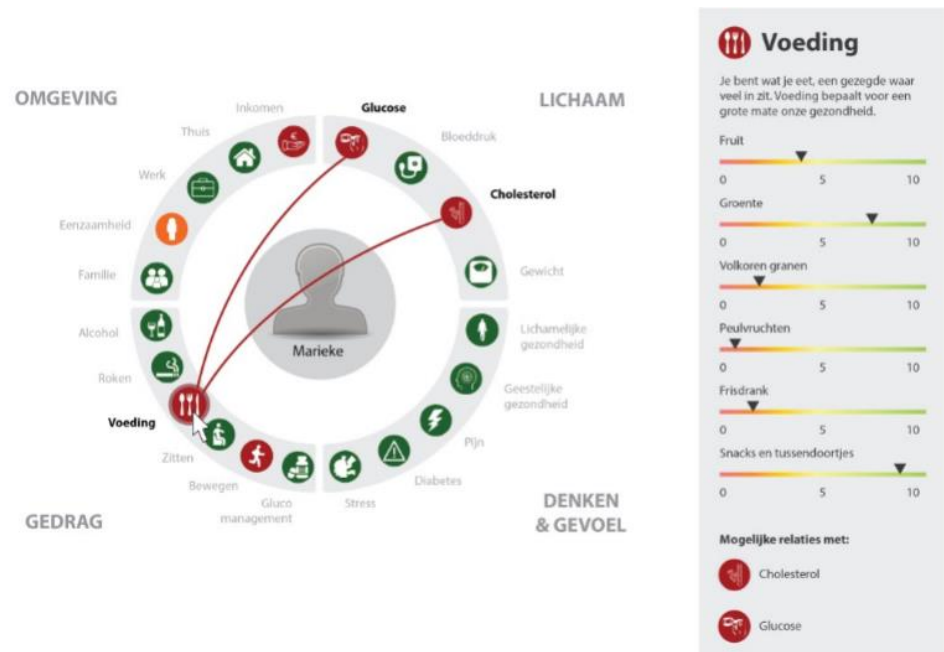 OMGEVING
LICHAAM
Inkomen
Glucose
Thuis
Bloeddruk
Werk
Cholesterol
Eenzaamheid
Familie
Gewicht
Alcohol
Lichamelijke
gezondheid
Marieke
Roken
Geestelijke
gezondheid
Voeding
Pijn
Zitten
Bewegen
Diabetes
Gluco
management
Stress
GEDRAG
DENKEN
& GEVOEL
Voeding
Je bent wat je eet, een gezegde waar
veel in zit. Voeding bepaalt voor een
grote mate onze gezondheid.
Fruit
0 5 10
Groente
0 5 10
Volkoren granen
0 5 10
Peulvruchten
0 5 10
Frisdrank
0 5 10
Snacks en tussendoortjes
0 5 10
Mogelijke relaties met:
Cholesterol
Glucose